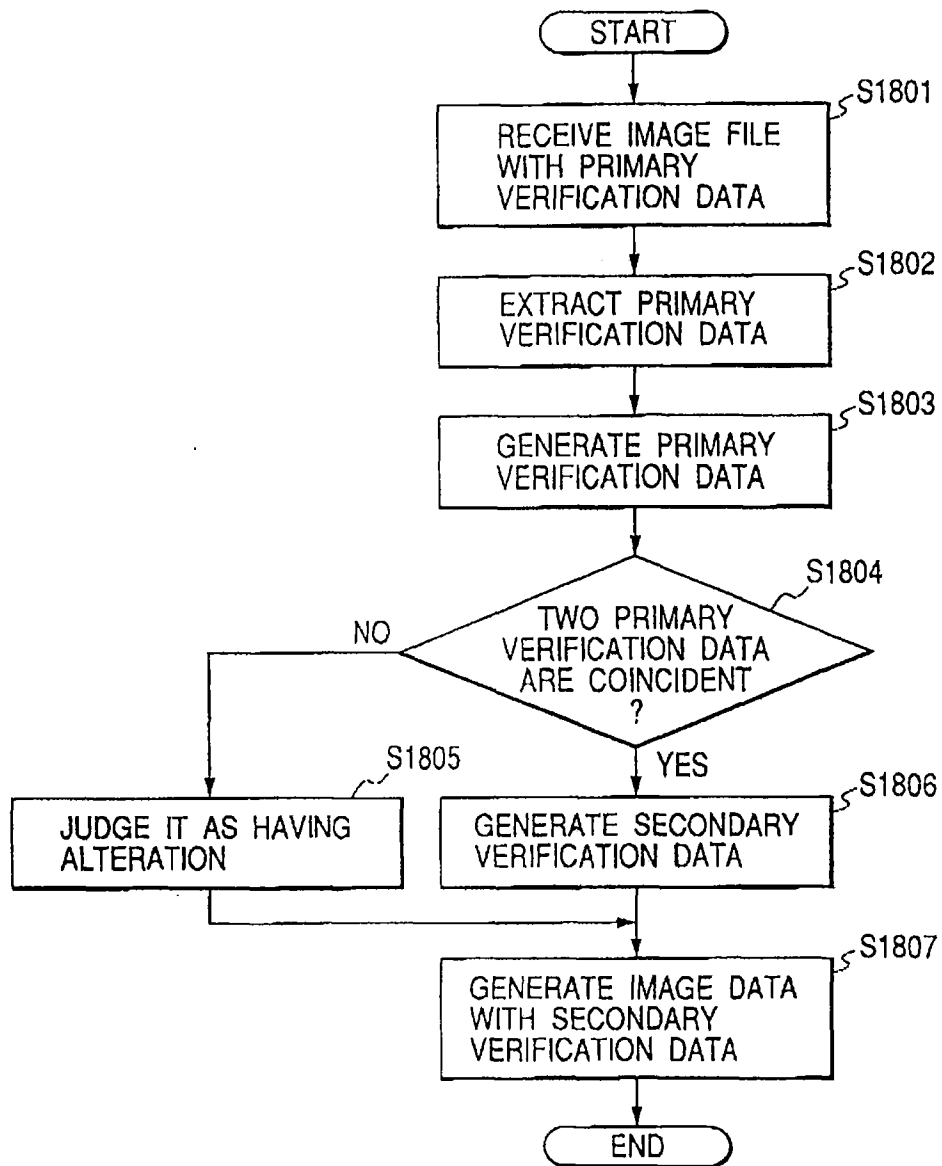 START
S1801
RECEIVE IMAGE FILE
WITH PRIMARY
VERIFICATION DATA
S1802
EXTRACT PRIMARY
VERIFICATION DATA
S1803
GENERATE PRIMARY
VERIFICATION DATA
S1804
TWO PRIMARY
VERIFICATION DATA
ARE COINCIDENT
?
NO
YES
S1805
JUDGE IT AS HAVING
ALTERATION
S1806
GENERATE SECONDARY
VERIFICATION DATA
S1807
GENERATE IMAGE DATA
WITH SECONDARY
VERIFICATION DATA
END